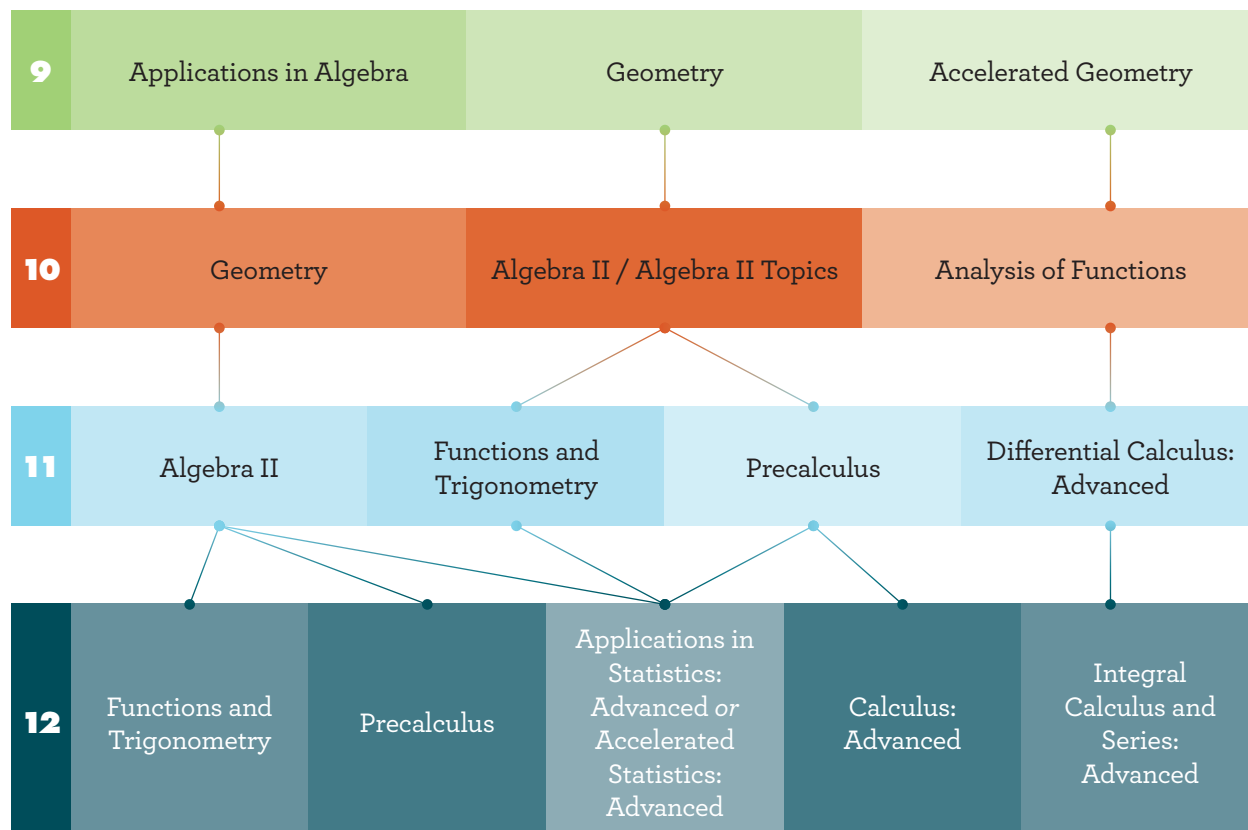 9
Applications in Algebra
Geometry
Accelerated Geometry
10
Geometry
Algebra II / Algebra II Topics
Analysis of Functions
11
Algebra II
Functions and
Trigonometry
Precalculus
Differential Calculus:
Advanced
12
Functions and
Trigonometry
Precalculus
Applications in
Statistics:
Advanced or
Accelerated
Statistics:
Advanced
Calculus:
Advanced
Integral
Calculus and
Series:
Advanced